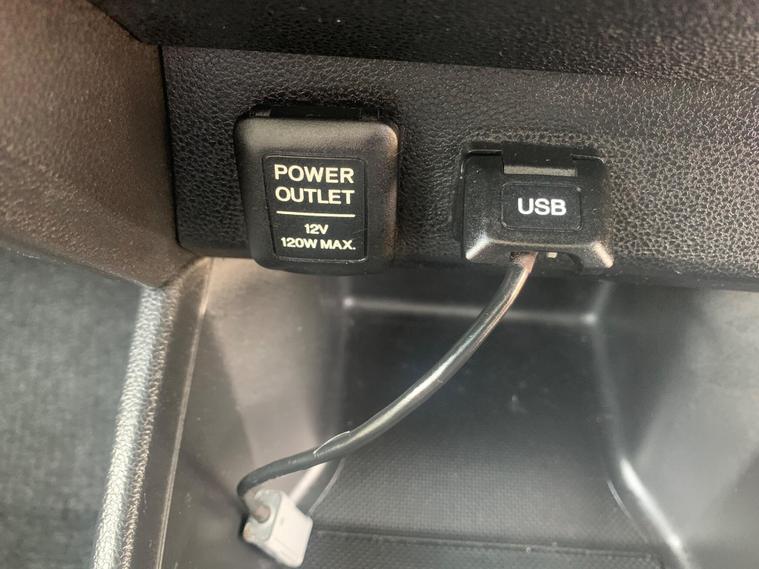 POWER
OUTLET
12V
120W MAX.
USB